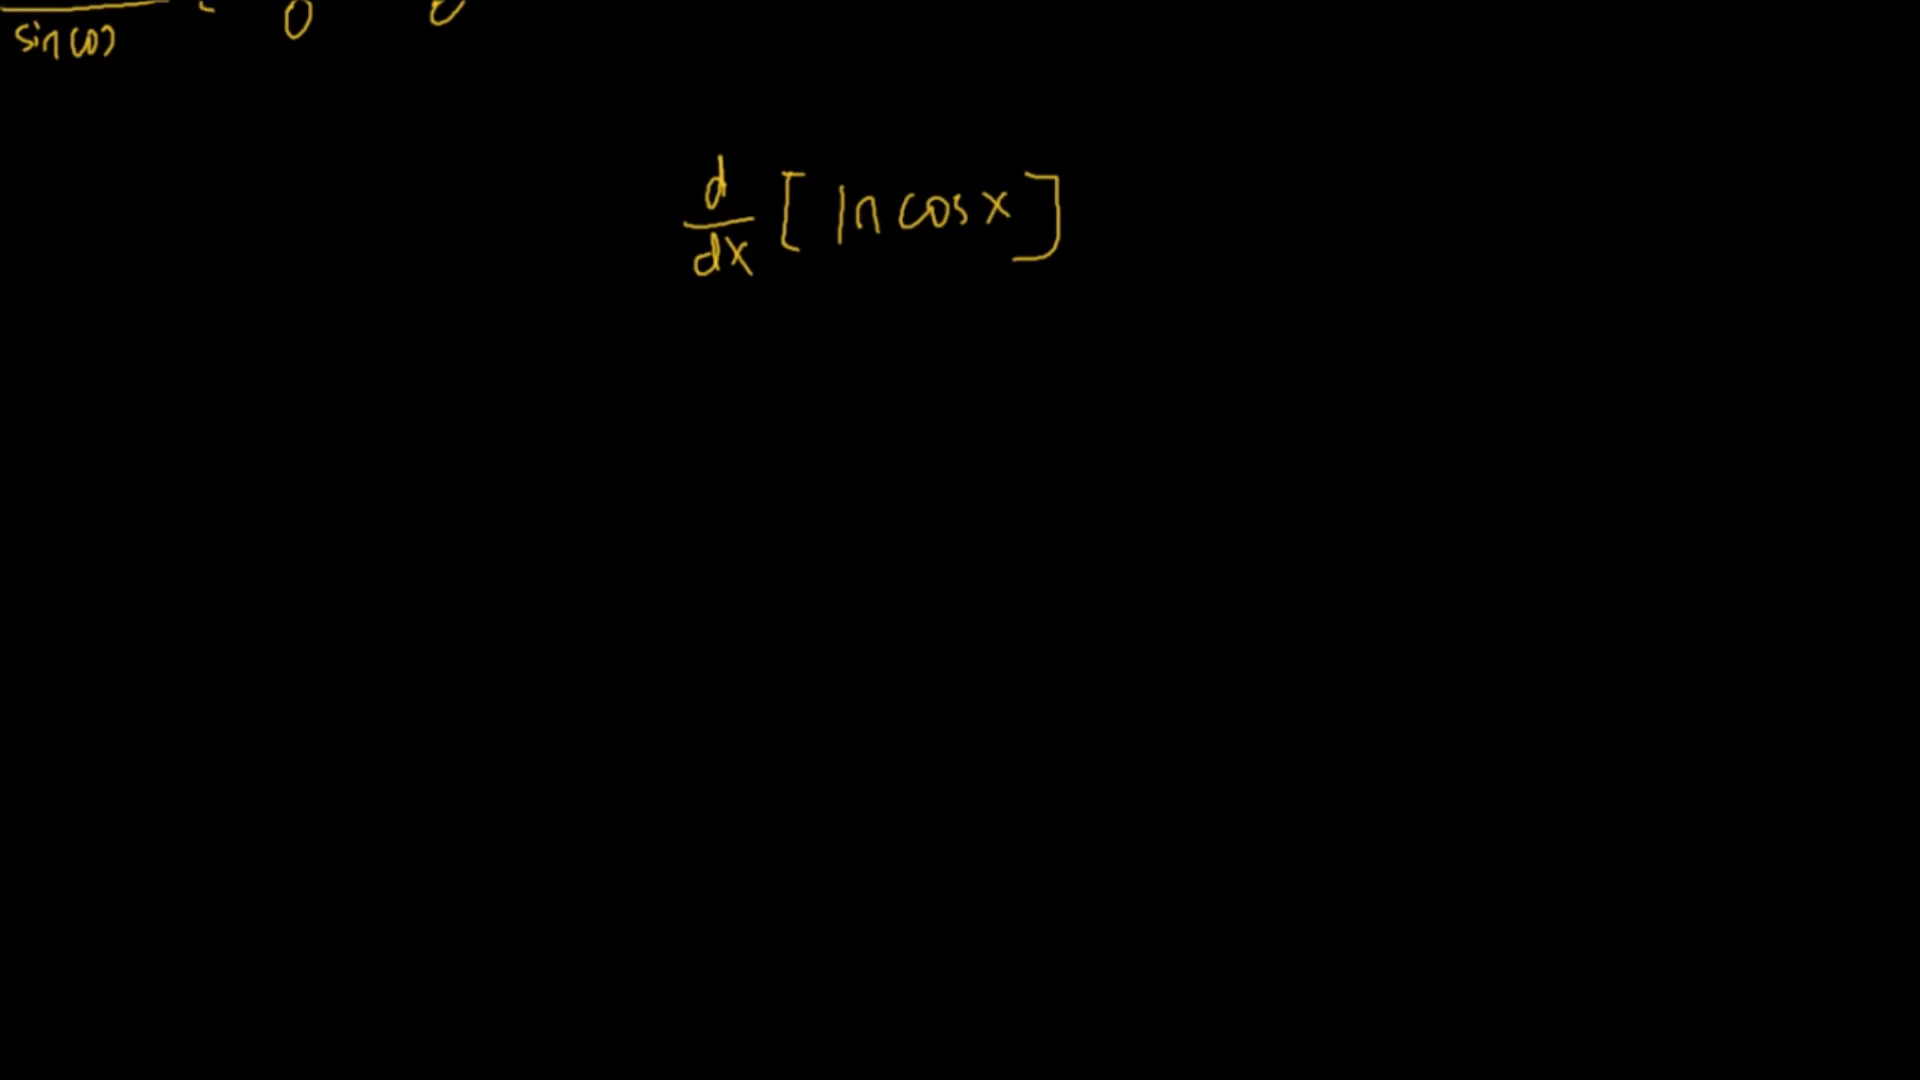 sin cos
d/dx [ ln cos x ]